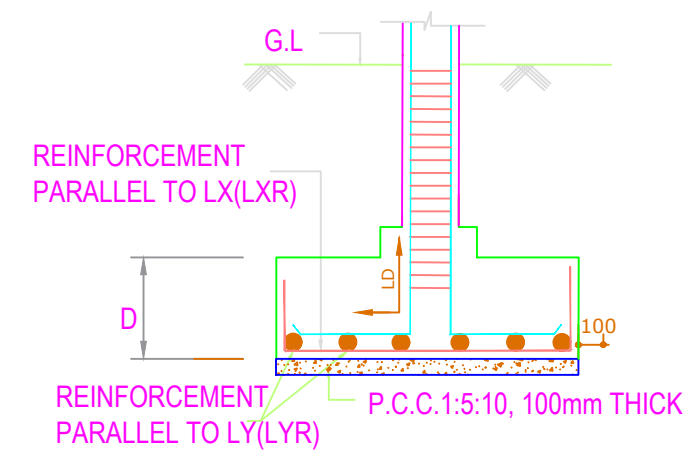 G.L
REINFORCEMENT
PARALLEL TO LX(LXR)
LD
D
100
REINFORCEMENT
PARALLEL TO LY(LYR)
P.C.C.1:5:10, 100mm THICK